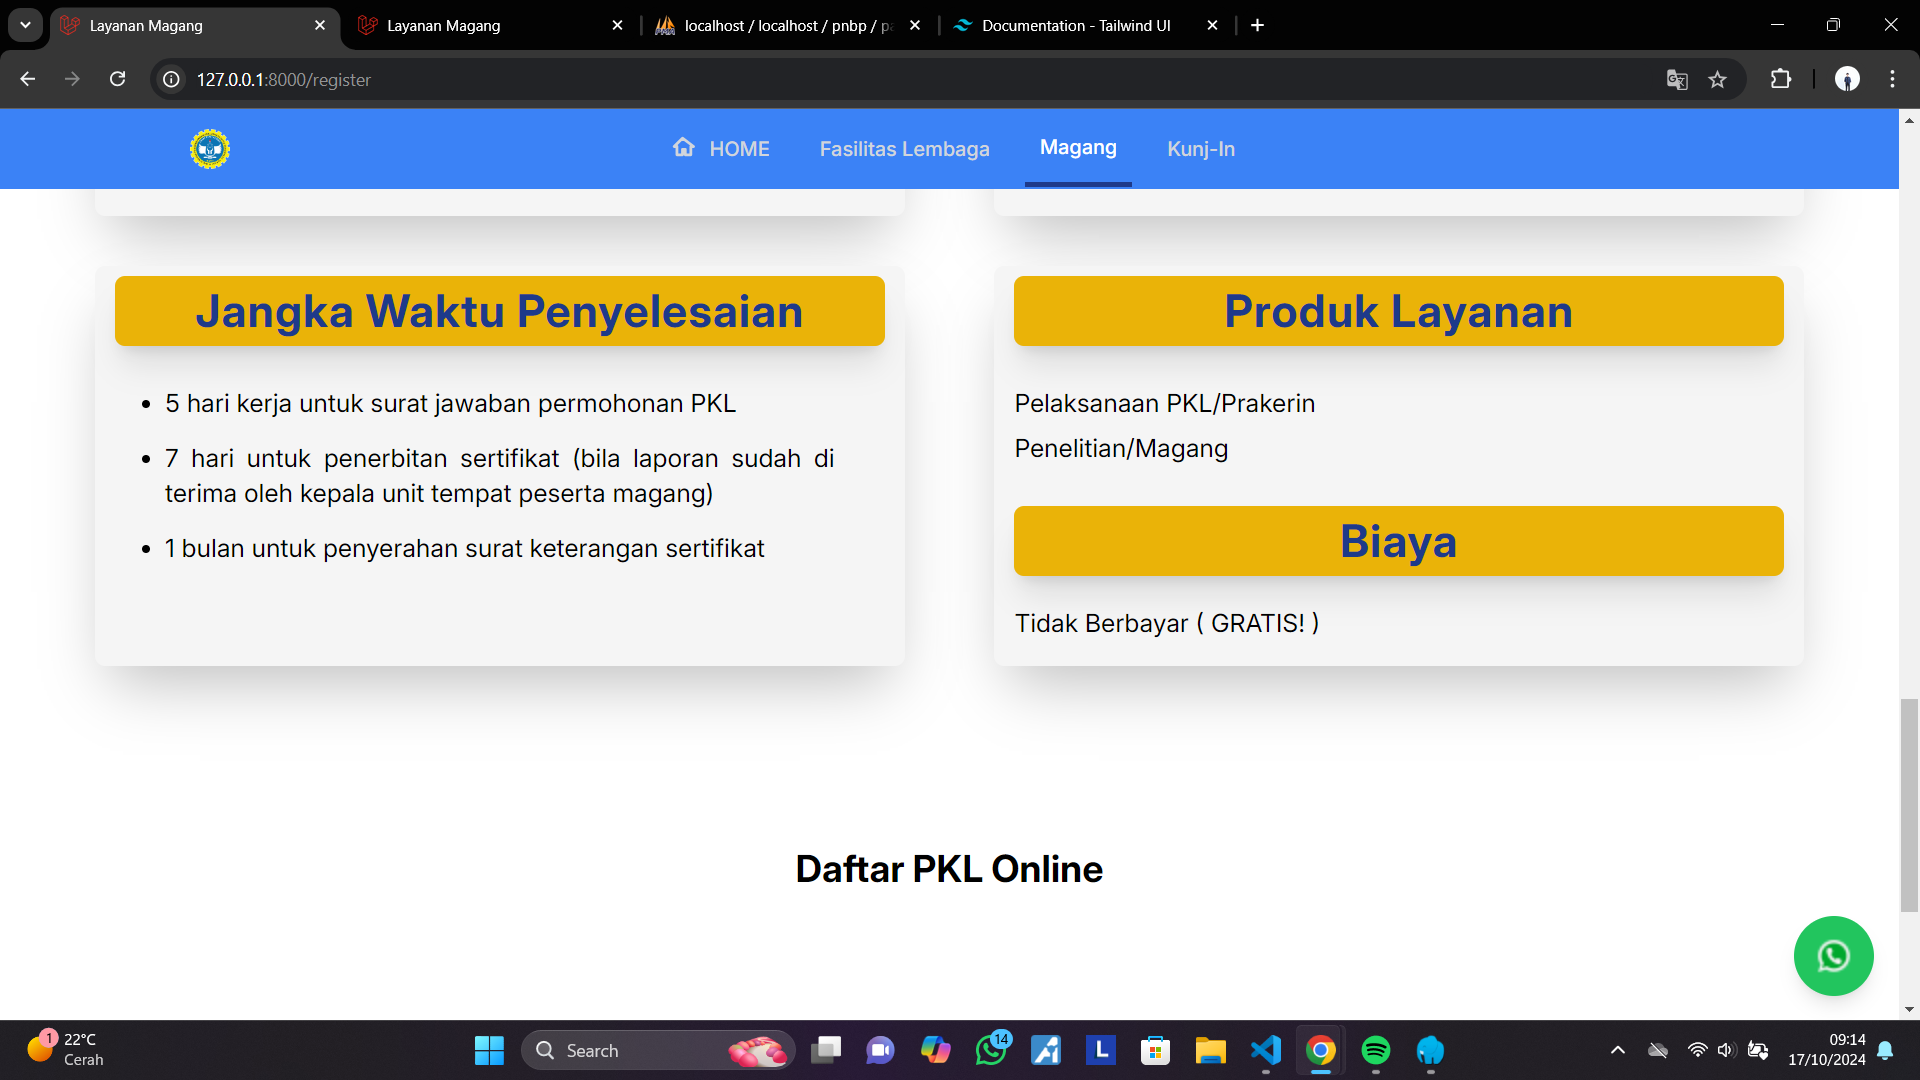 Layanan Magang
Layanan Magang
localhost / localhost / pnbp / pa
Documentation - Tailwind UI
127.0.0.1:8000/register
HOME
Fasilitas Lembaga
Magang
Kunj-In
Jangka Waktu Penyelesaian
• 5 hari kerja untuk surat jawaban permohonan PKL
• 7 hari untuk penerbitan sertifikat (bila laporan sudah di
terima oleh kepala unit tempat peserta magang)
• 1 bulan untuk penyerahan surat keterangan sertifikat
Produk Layanan
Pelaksanaan PKL/Prakerin
Penelitian/Magang
Biaya
Tidak Berbayar ( GRATIS! )
Daftar PKL Online
1
22°C
Cerah
Search
14
L
09:14
17/10/2024